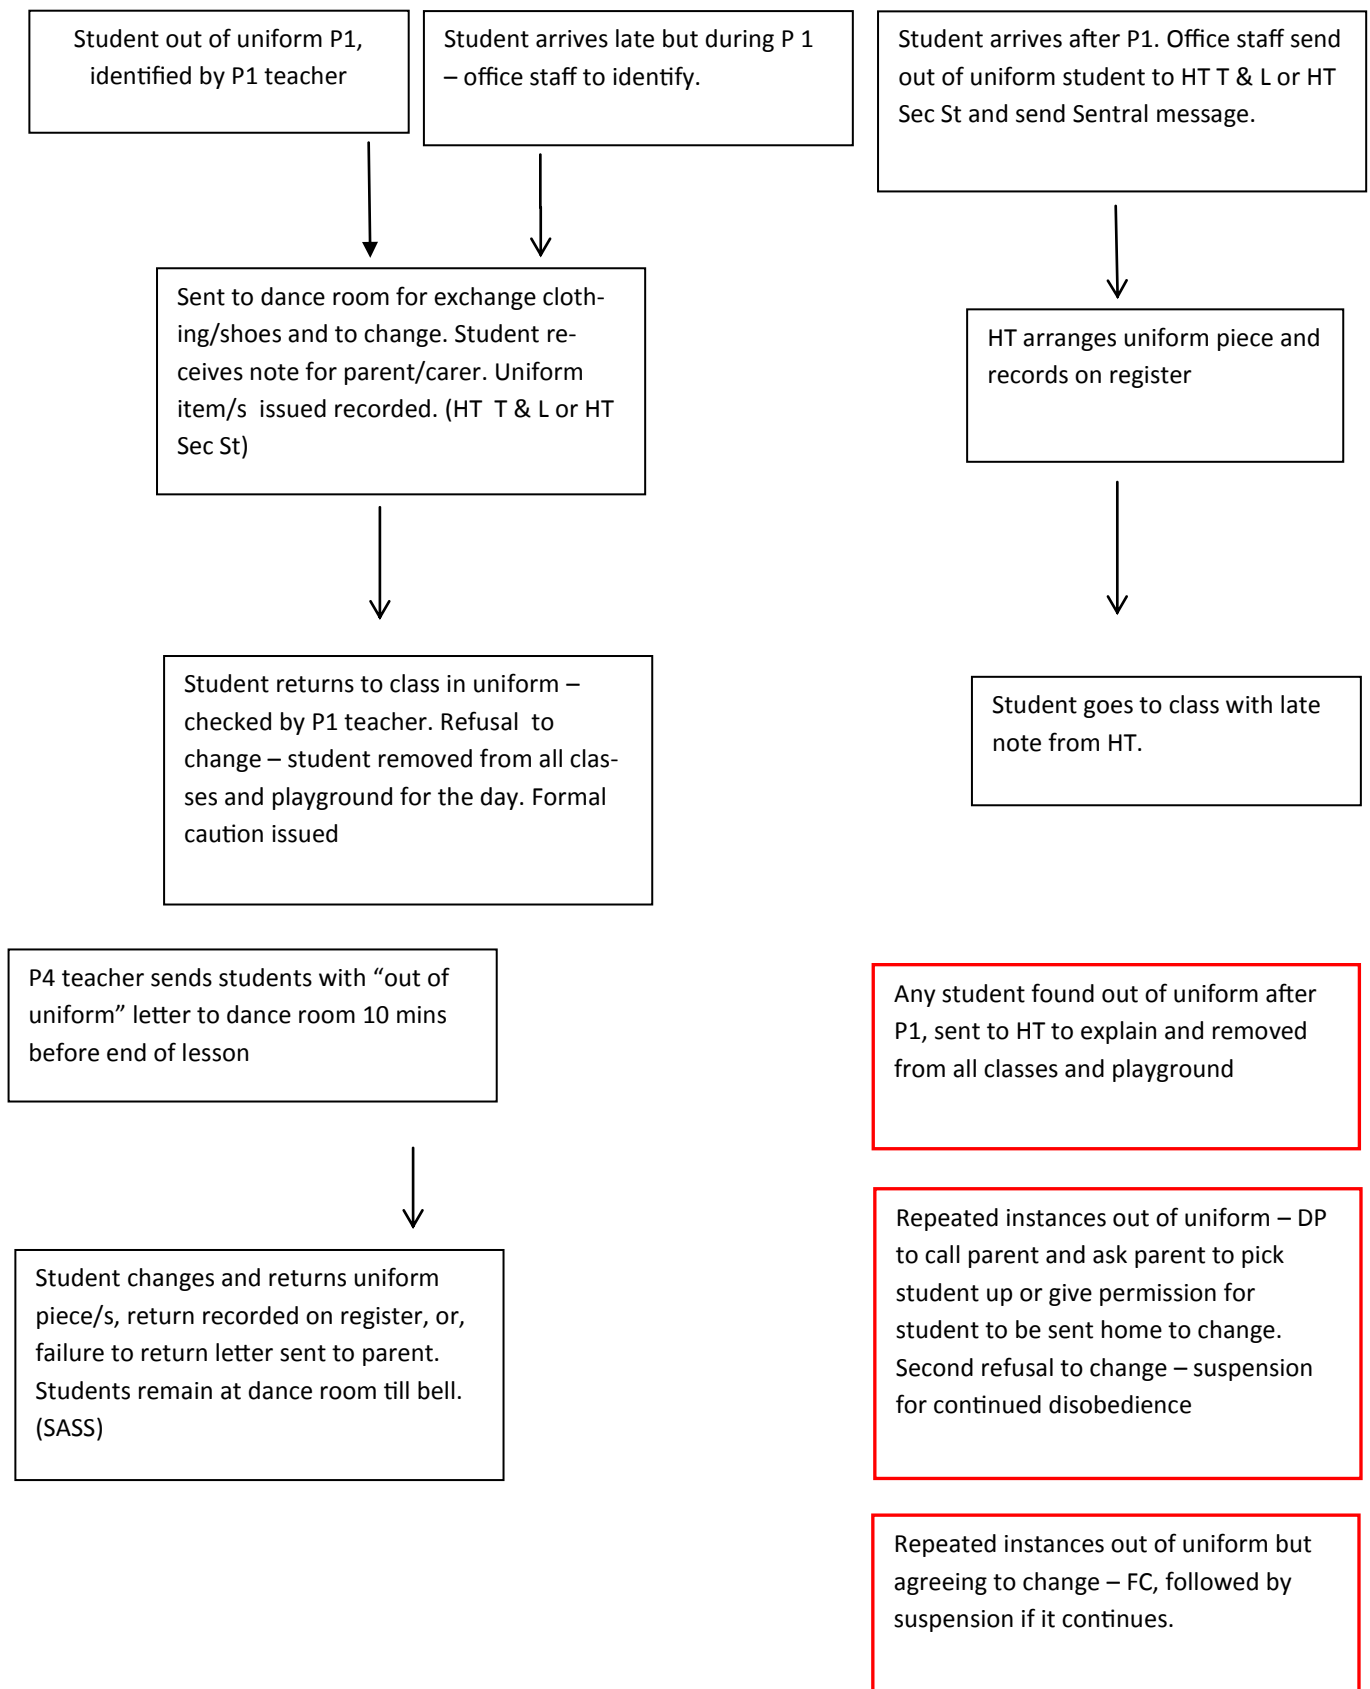 Student out of uniform P1,
identified by P1 teacher
Student arrives late but during P 1
– office staff to identify.
Student arrives after P1. Office staff send
out of uniform student to HT T & L or HT
Sec St and send Sentral message.
Sent to dance room for exchange cloth-
ing/shoes and to change. Student re-
ceives note for parent/carer. Uniform
item/s issued recorded. (HT T & L or HT
Sec St)
HT arranges uniform piece and
records on register
Student returns to class in uniform –
checked by P1 teacher. Refusal to
change – student removed from all clas-
ses and playground for the day. Formal
caution issued
Student goes to class with late
note from HT.
P4 teacher sends students with “out of
uniform” letter to dance room 10 mins
before end of lesson
Any student found out of uniform after
P1, sent to HT to explain and removed
from all classes and playground
Student changes and returns uniform
piece/s, return recorded on register, or,
failure to return letter sent to parent.
Students remain at dance room till bell.
(SASS)
Repeated instances out of uniform – DP
to call parent and ask parent to pick
student up or give permission for
student to be sent home to change.
Second refusal to change – suspension
for continued disobedience
Repeated instances out of uniform but
agreeing to change – FC, followed by
suspension if it continues.